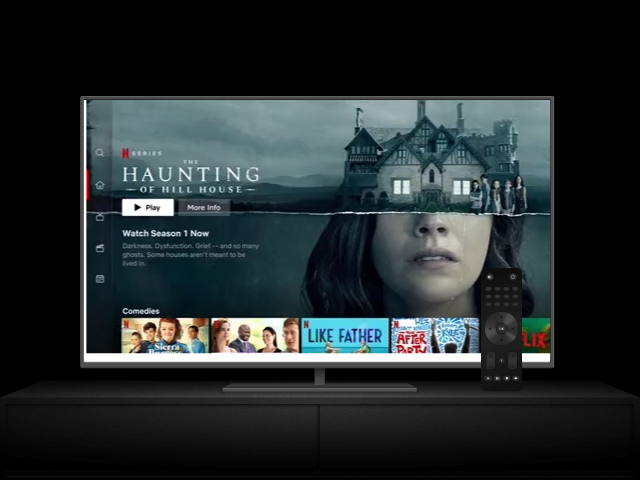 N SERIES
THE
HAUNTING
OF HILL HOUSE
Play
More Info
Watch Season 1 Now
Darkness. Dysfunction. Grief -- and so many
ghosts. Some houses aren't meant to be
lived in.
Comedies
Sierra
LIKE FATHER
AFTER
PARTY
LIX